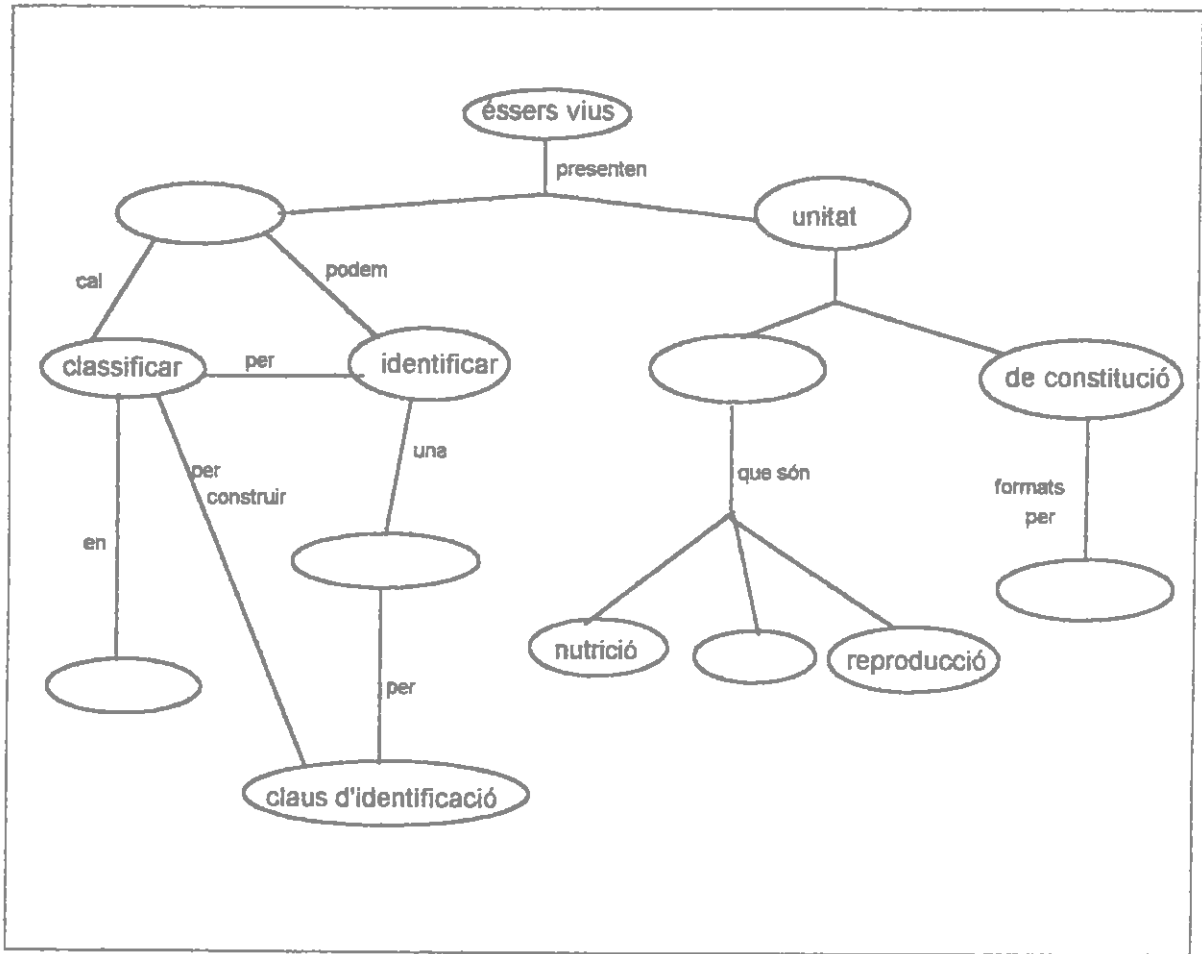 éssers vius
presenten
unitat
cal
podem
classificar
per
identificar
de constitució
una
per
construir
que són
formats
per
en
nutrició
reproducció
per
claus d'identificació